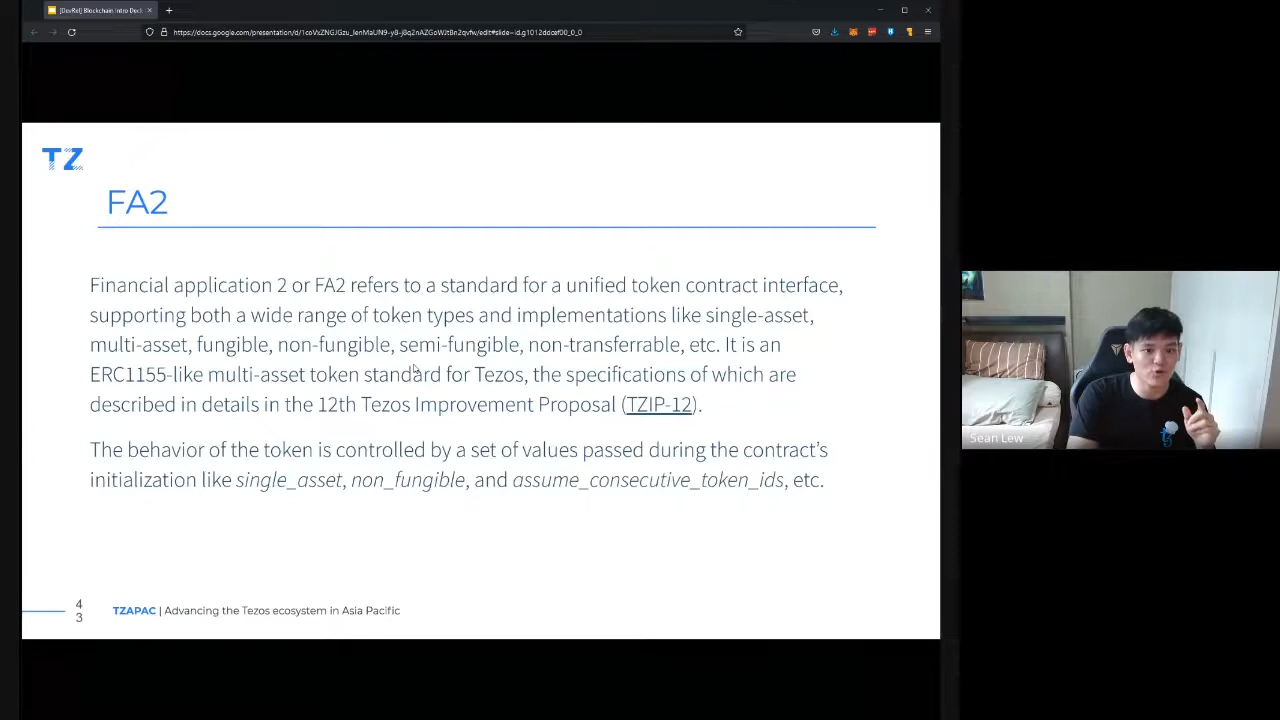 [DevRel] Blockchain Intro Deck
TZ
FA2
Financial application 2 or FA2 refers to a standard for a unified token contract interface,
supporting both a wide range of token types and implementations like single-asset,
multi-asset, fungible, non-fungible, semi-fungible, non-transferrable, etc. It is an
ERC1155-like multi-asset token standard for Tezos, the specifications of which are
described in details in the 12th Tezos Improvement Proposal (TZIP-12).
The behavior of the token is controlled by a set of values passed during the contract's
initialization like single_asset, non_fungible, and assume_consecutive_token_ids, etc.
4
3
TZAPAC | Advancing the Tezos ecosystem in Asia Pacific
Sean Lew